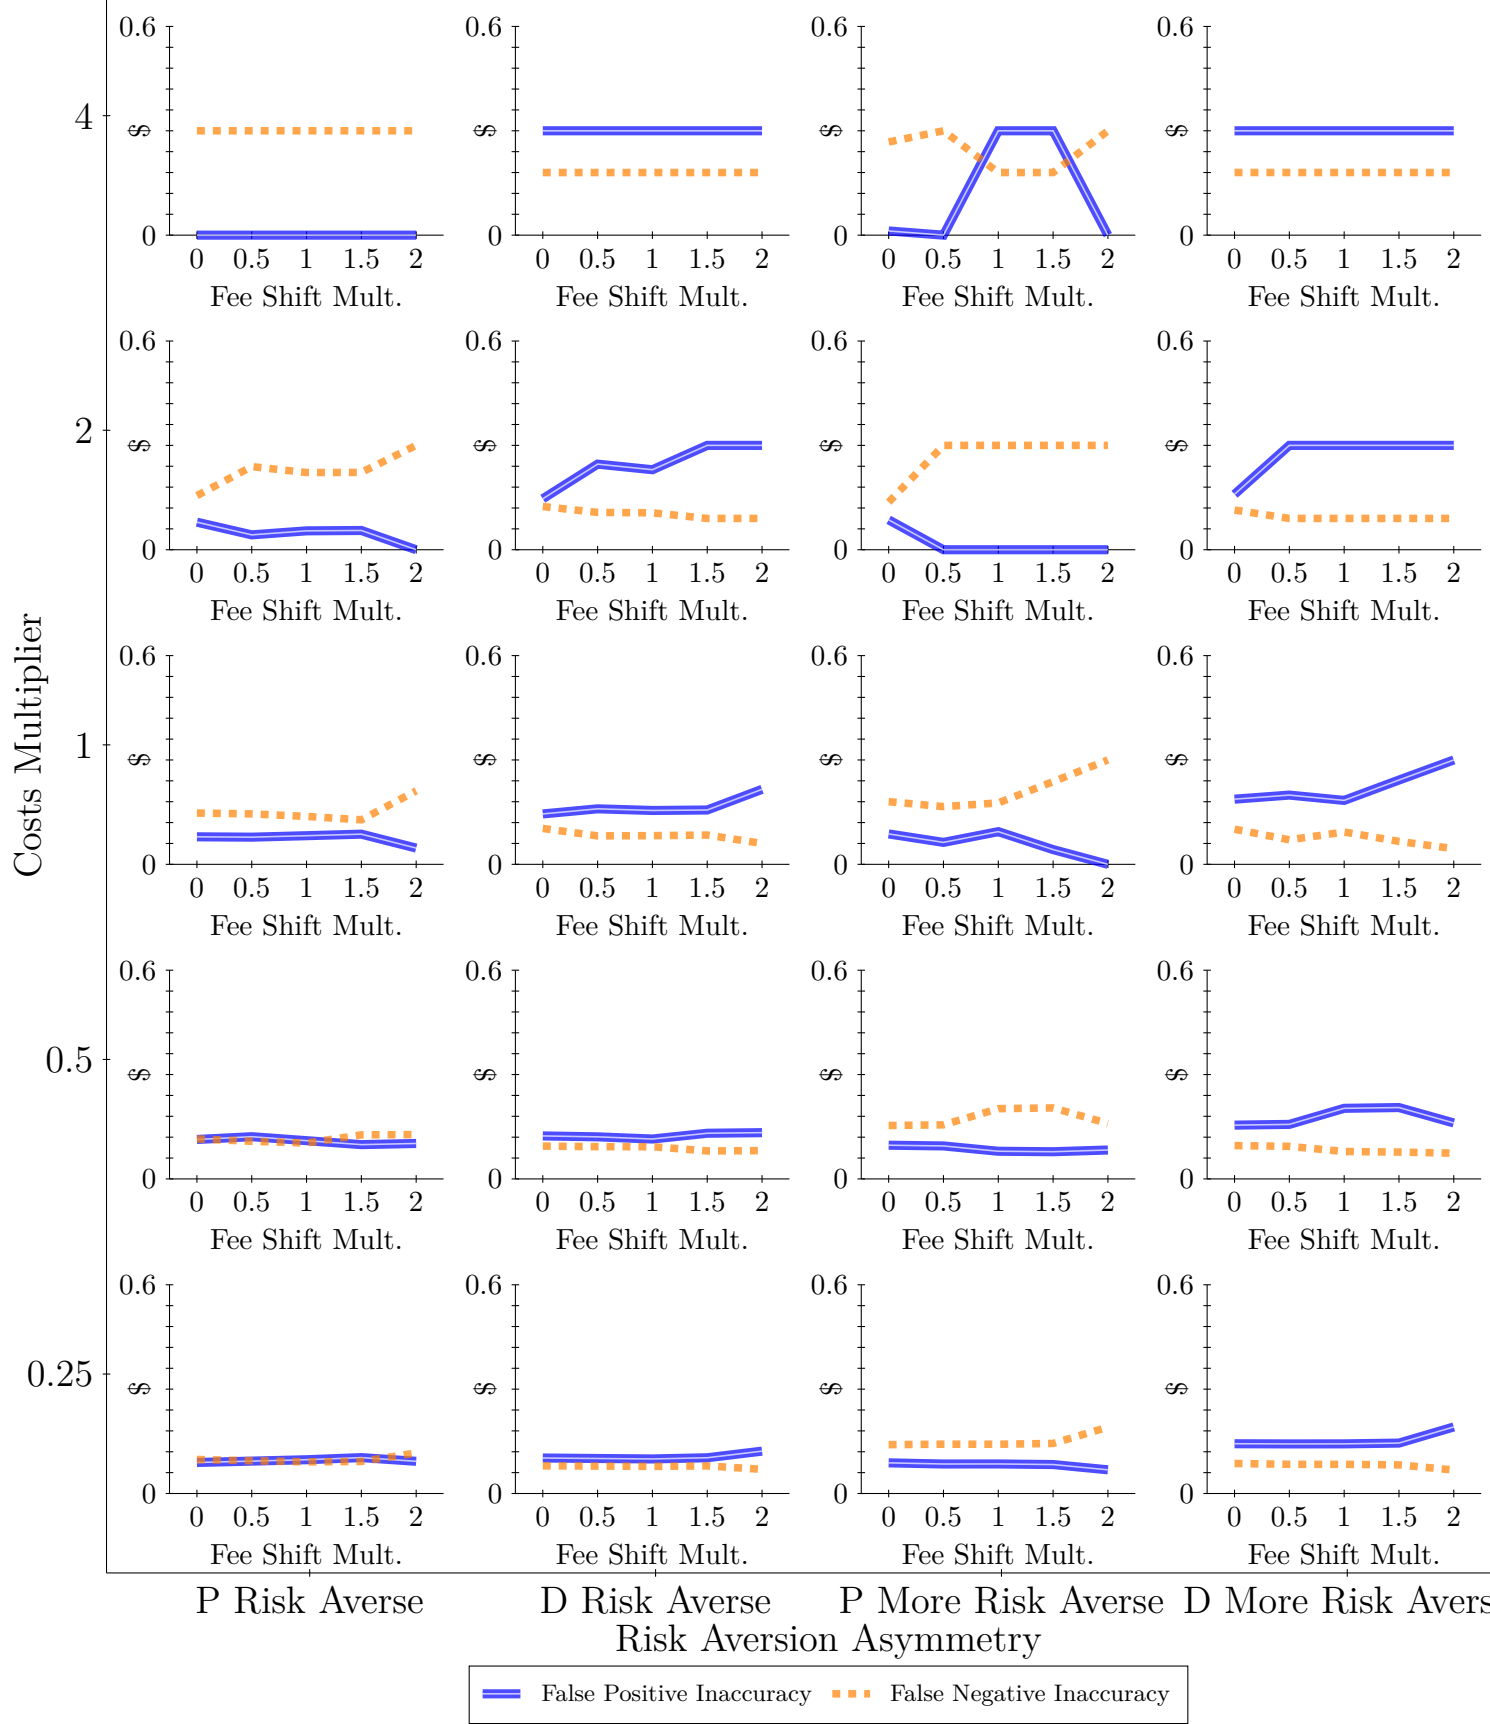 0.6 0.6 0.6 0.6
4 $ $ $ $
0 0 0 0
0 0.5 1 1.5 2 0 0.5 1 1.5 2 0 0.5 1 1.5 2 0 0.5 1 1.5 2
Fee Shift Mult. Fee Shift Mult. Fee Shift Mult. Fee Shift Mult.
0.6 0.6 0.6 0.6
2 $ $ $ $
0 0 0 0
0 0.5 1 1.5 2 0 0.5 1 1.5 2 0 0.5 1 1.5 2 0 0.5 1 1.5 2
Fee Shift Mult. Fee Shift Mult. Fee Shift Mult. Fee Shift Mult.
Costs Multiplier
0.6 0.6 0.6 0.6
1 $ $ $ $
0 0 0 0
0 0.5 1 1.5 2 0 0.5 1 1.5 2 0 0.5 1 1.5 2 0 0.5 1 1.5 2
Fee Shift Mult. Fee Shift Mult. Fee Shift Mult. Fee Shift Mult.
0.6 0.6 0.6 0.6
0.5 $ $ $ $
0 0 0 0
0 0.5 1 1.5 2 0 0.5 1 1.5 2 0 0.5 1 1.5 2 0 0.5 1 1.5 2
Fee Shift Mult. Fee Shift Mult. Fee Shift Mult. Fee Shift Mult.
0.6 0.6 0.6 0.6
0.25 $ $ $ $
0 0 0 0
0 0.5 1 1.5 2 0 0.5 1 1.5 2 0 0.5 1 1.5 2 0 0.5 1 1.5 2
Fee Shift Mult. Fee Shift Mult. Fee Shift Mult. Fee Shift Mult.
P Risk Averse D Risk Averse P More Risk Averse D More Risk Avers
Risk Aversion Asymmetry
False Positive Inaccuracy False Negative Inaccuracy